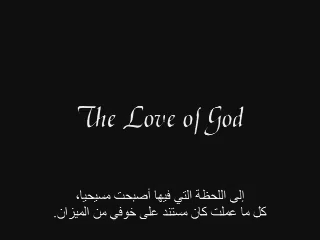 The Love of God
إلى اللحظة التي فيها أصبحت مسيحيا،
كل ما عملت كان مستند على خوفي من الميزان.